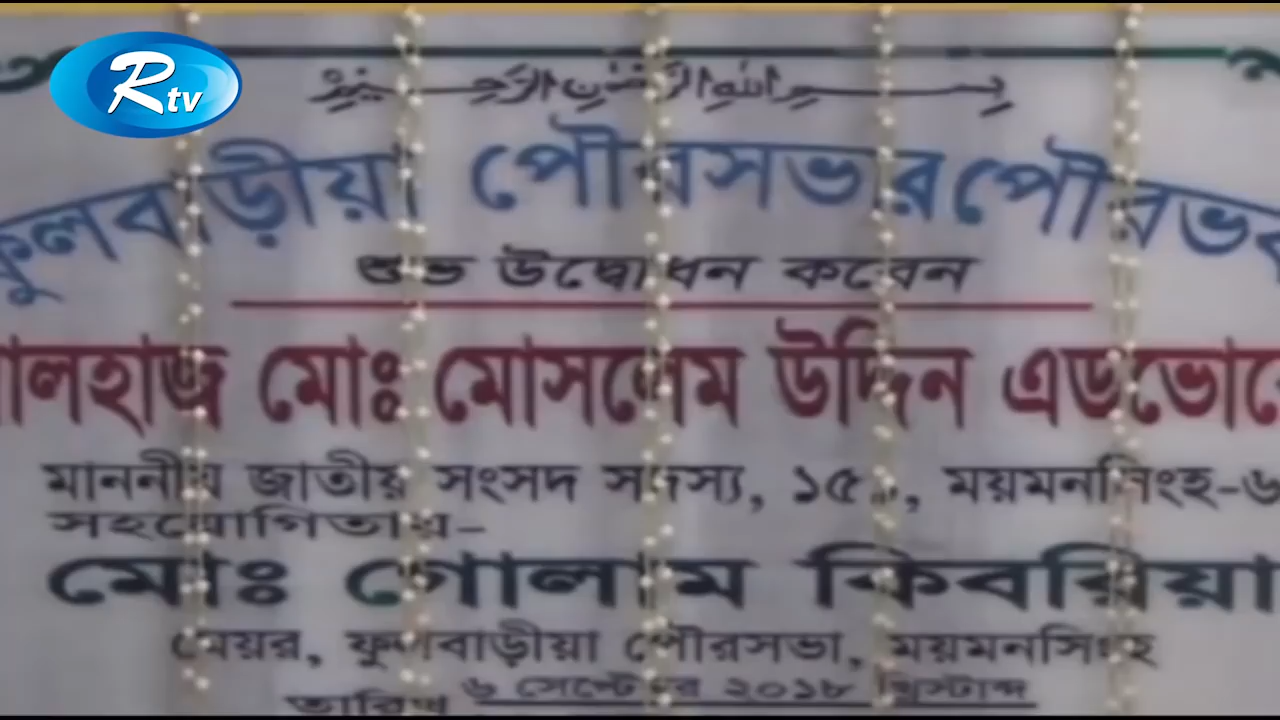 Rtv
بسم الله الرحمن الرحيم
ফুলবাড়ীয়া পৌরসভার পৌরভব
শুভ উদ্বোধন করেন
আলহাজ্ব মোঃ মোসলেম উদ্দিন এডভোকে
মাননীয় জাতীয় সংসদ সদস্য, ময়মনসিংহ-৬
সহযোগিতায়-
মোঃ গোলাম কিবরিয়া
মেয়র, ফুলবাড়ীয়া পৌরসভা, ময়মনসিংহ
তারিখ ৬ সেপ্টেম্বর ২০১৮ খ্রিস্টাব্দ